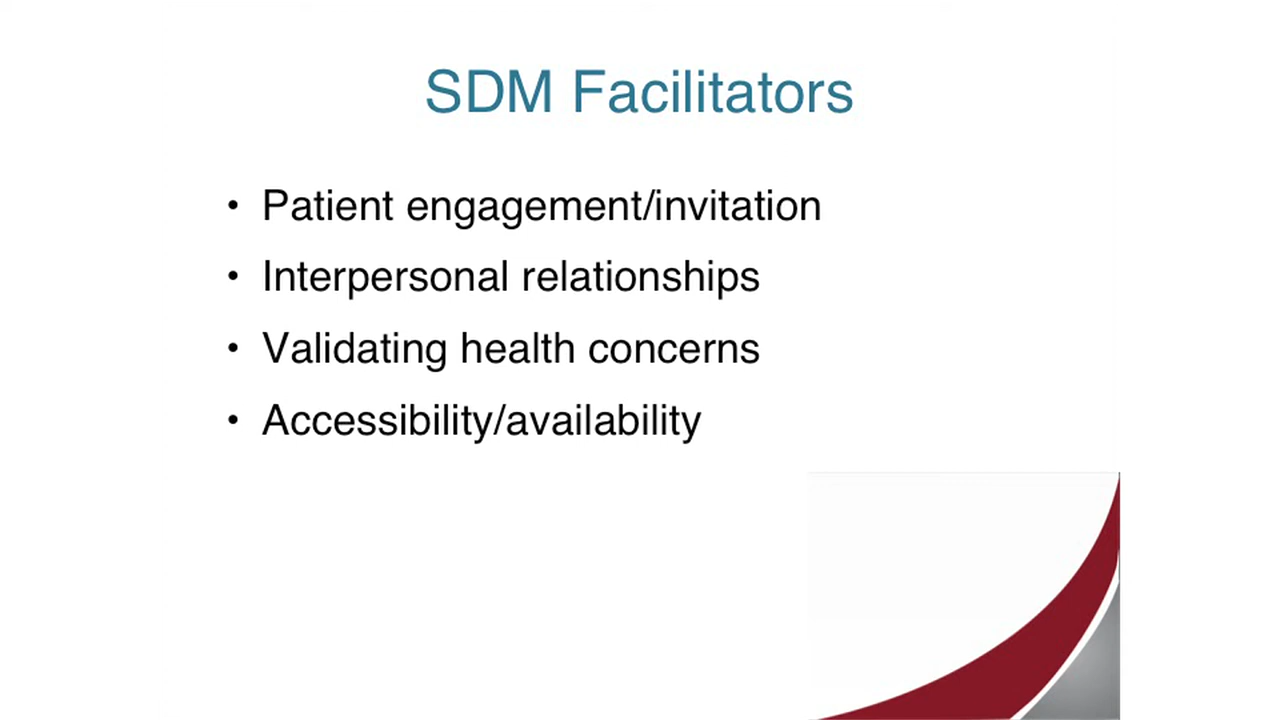 SDM Facilitators
• Patient engagement/invitation
• Interpersonal relationships
• Validating health concerns
• Accessibility/availability